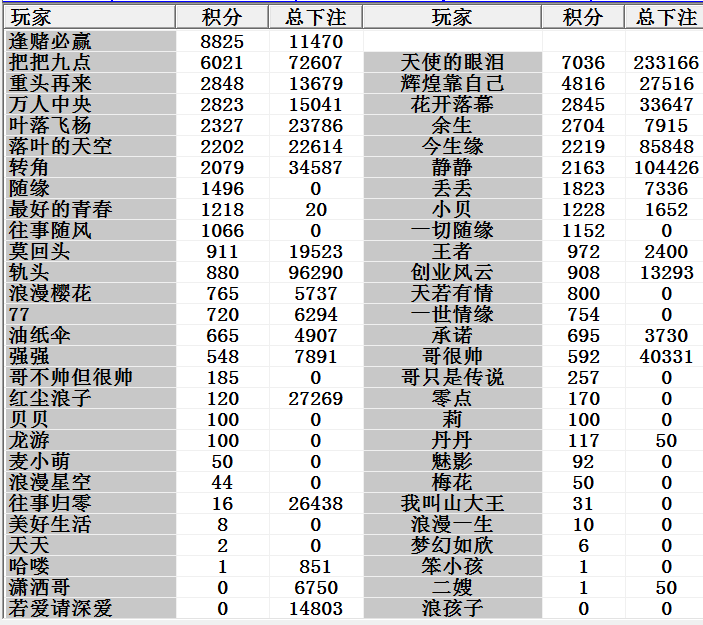 玩家 积分 总下注 玩家 积分 总下注
逢赌必赢 8825 11470
把把九点 6021 72607 天使的眼泪 7036 233166
重头再来 2848 13679 辉煌靠自己 4816 27516
万人中央 2823 15041 花开落幕 2845 33647
叶落飞杨 2327 23786 余生 2704 7915
落叶的天空 2202 22614 今生缘 2219 85848
转角 2079 34587 静静 2163 104426
随缘 1496 0 丢丢 1823 7336
最好的青春 1218 20 小贝 1228 1652
往事随风 1066 0 一切随缘 1152 0
莫回头 911 19523 王者 972 2400
轨头 880 96290 创业风云 908 13293
浪漫樱花 765 5737 天若有情 800 0
77 720 6294 一世情缘 754 0
油纸伞 665 4907 承诺 695 3730
强强 548 7891 哥很帅 592 40331
哥不帅但很帅 185 0 哥只是传说 257 0
红尘浪子 120 27269 零点 170 0
贝贝 100 0 莉 100 0
龙游 100 0 丹丹 117 50
麦小萌 50 0 魅影 92 0
浪漫星空 44 0 梅花 50 0
往事归零 16 26438 我叫山大王 31 0
美好生活 8 0 浪漫一生 10 0
天天 2 0 梦幻如欣 6 0
哈喽 1 851 笨小孩 1 0
潇洒哥 0 6750 二嫂 1 50
若爱请深爱 0 14803 浪孩子 0 0